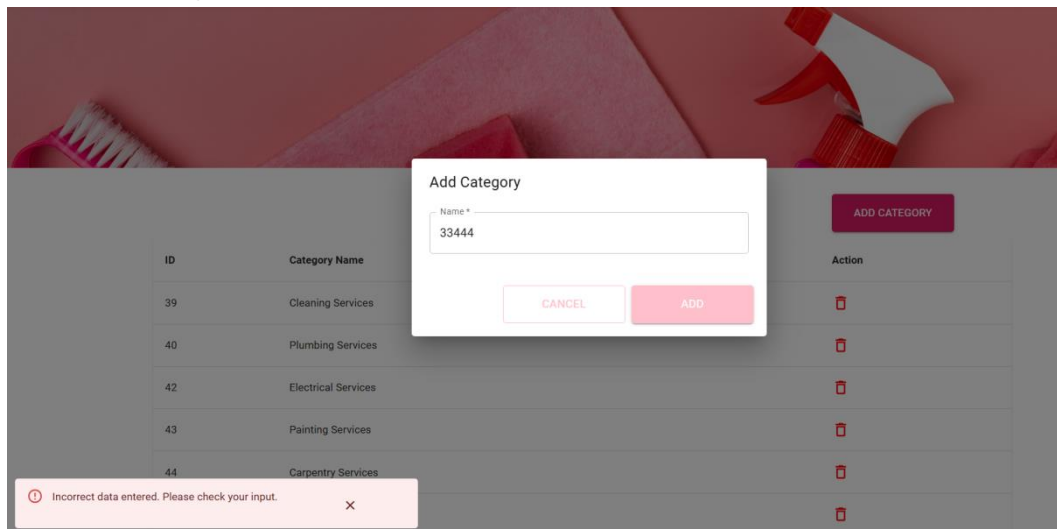 Add Category
Name *
33444
CANCEL ADD
ADD CATEGORY
ID Category Name Action
39 Cleaning Services
40 Plumbing Services
42 Electrical Services
43 Painting Services
44 Carpentry Services
Incorrect data entered. Please check your input.